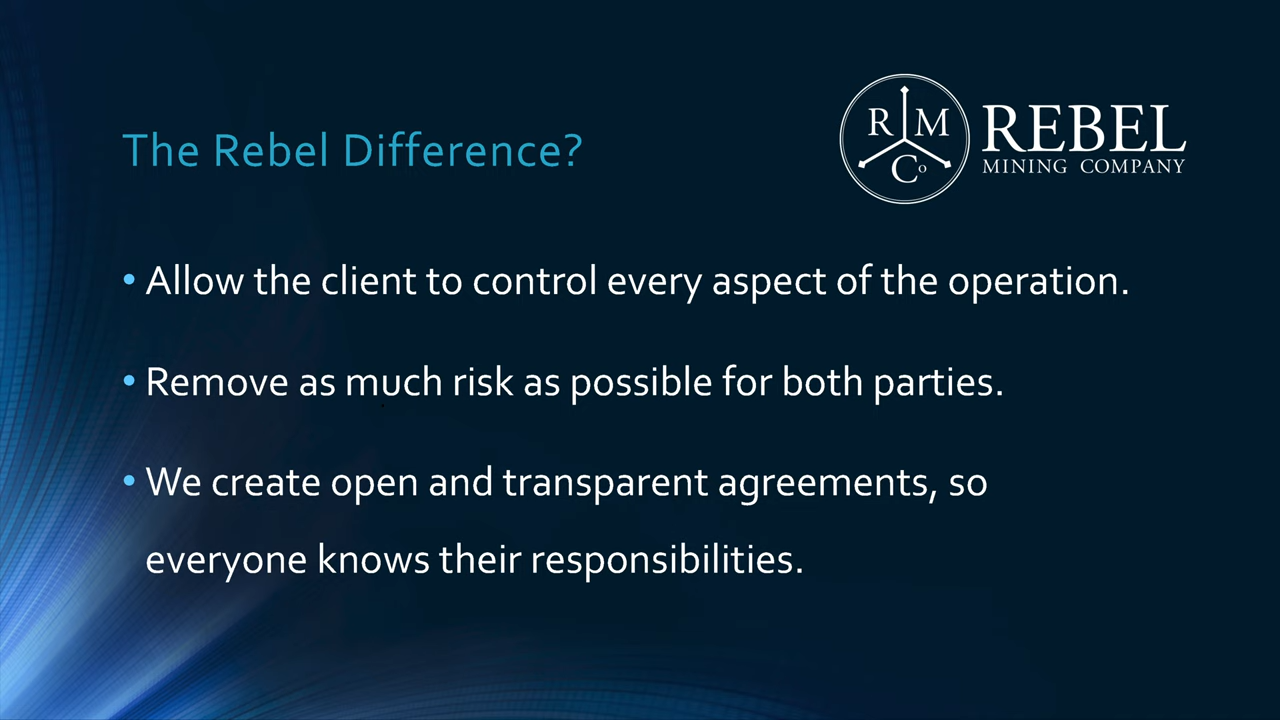 The Rebel Difference?
R M
Co
REBEL
MINING COMPANY
• Allow the client to control every aspect of the operation.
• Remove as much risk as possible for both parties.
• We create open and transparent agreements, so
everyone knows their responsibilities.